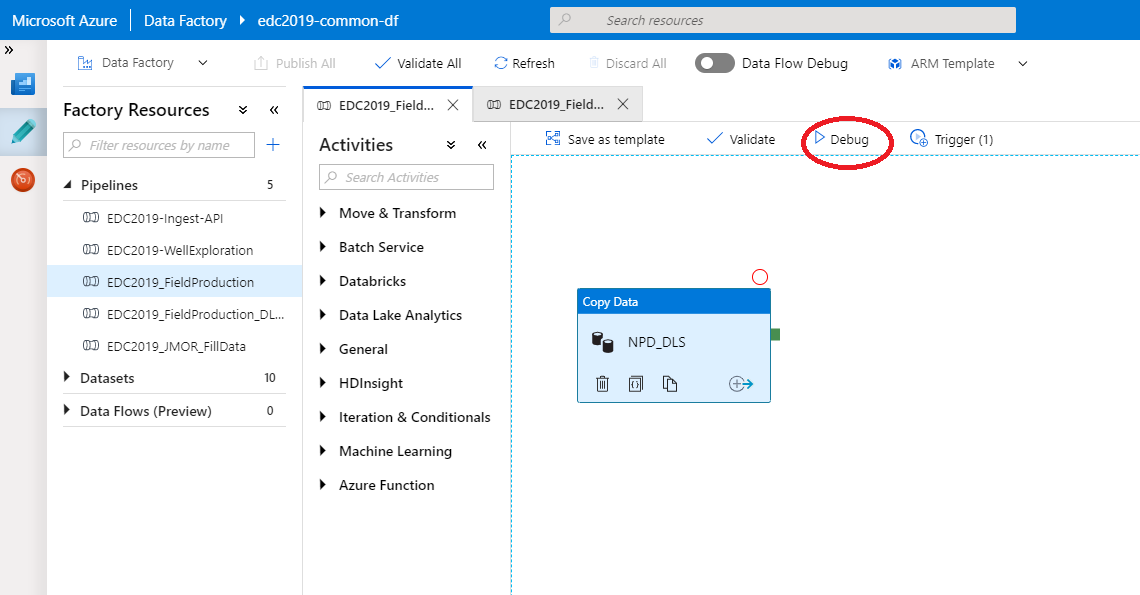 Microsoft Azure Data Factory edc2019-common-df Search resources
Data Factory Publish All Validate All Refresh Discard All Data Flow Debug ARM Template
Factory Resources
Filter resources by name
Pipelines 5
EDC2019-Ingest-API
EDC2019-WellExploration
EDC2019_FieldProduction
EDC2019_FieldProduction_DL...
EDC2019_JMOR_FillData
Datasets 10
Data Flows (Preview) 0
EDC2019_Field... EDC2019_Field...
Activities
Search Activities
Move & Transform
Batch Service
Databricks
Data Lake Analytics
General
HDInsight
Iteration & Conditionals
Machine Learning
Azure Function
Save as template Validate Debug Trigger (1)
Copy Data
NPD_DLS